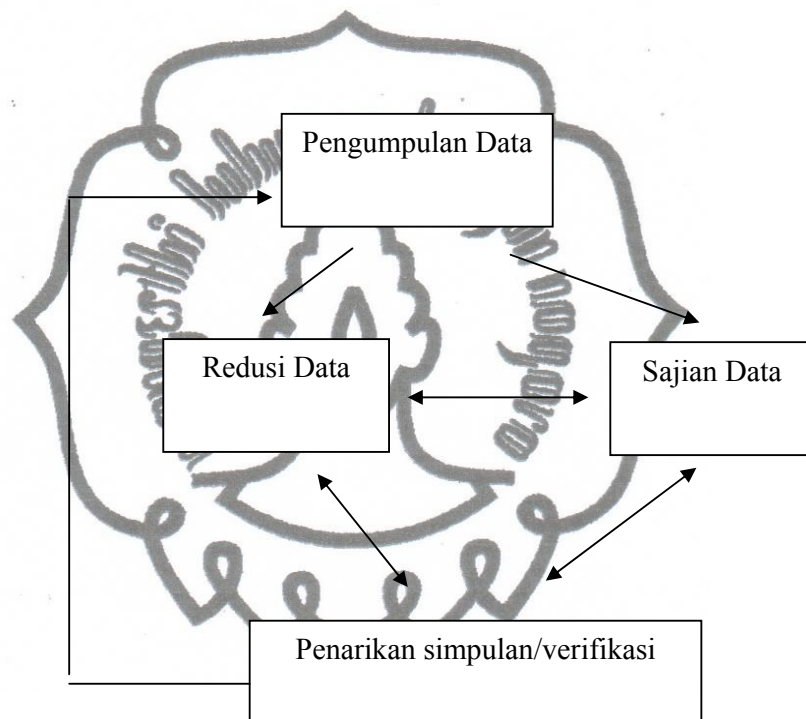 Pengumpulan Data
Redusi Data
Sajian Data
Penarikan simpulan/verifikasi